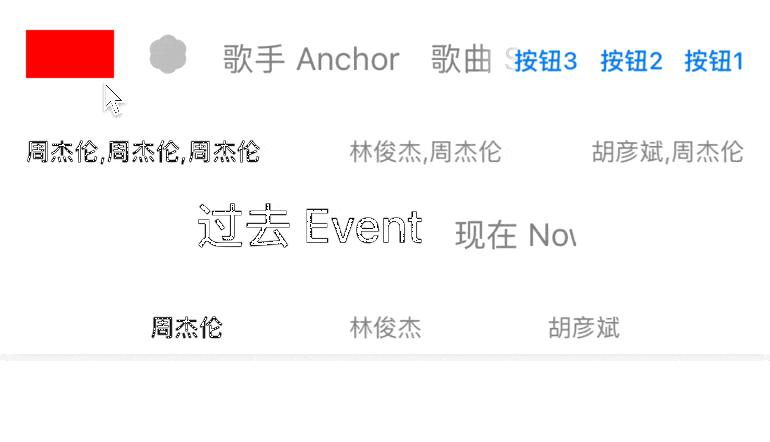 歌手 Anchor 歌曲 按钮3 按钮2 按钮1
周杰伦,周杰伦,周杰伦 林俊杰,周杰伦 胡彦斌,周杰伦
过去 Event 现在 No
周杰伦 林俊杰 胡彦斌